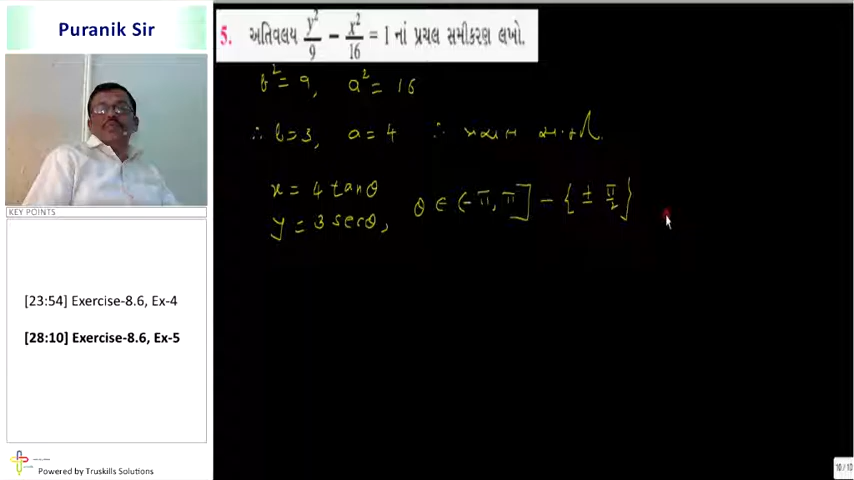 Puranik Sir
5. અતિવલય y²/9 − x²/16 = 1 નાં પ્રચલ સમીકરણ લખો.
b² = 9, a² = 16
∴ b = 3, a = 4 ∴
x = 4 tanθ
y = 3 secθ, θ ∈ (-π, π] − {± π/2}
KEY POINTS
[23:54] Exercise-8.6, Ex-4
[28:10] Exercise-8.6, Ex-5
Powered by Truskills Solutions
10/10